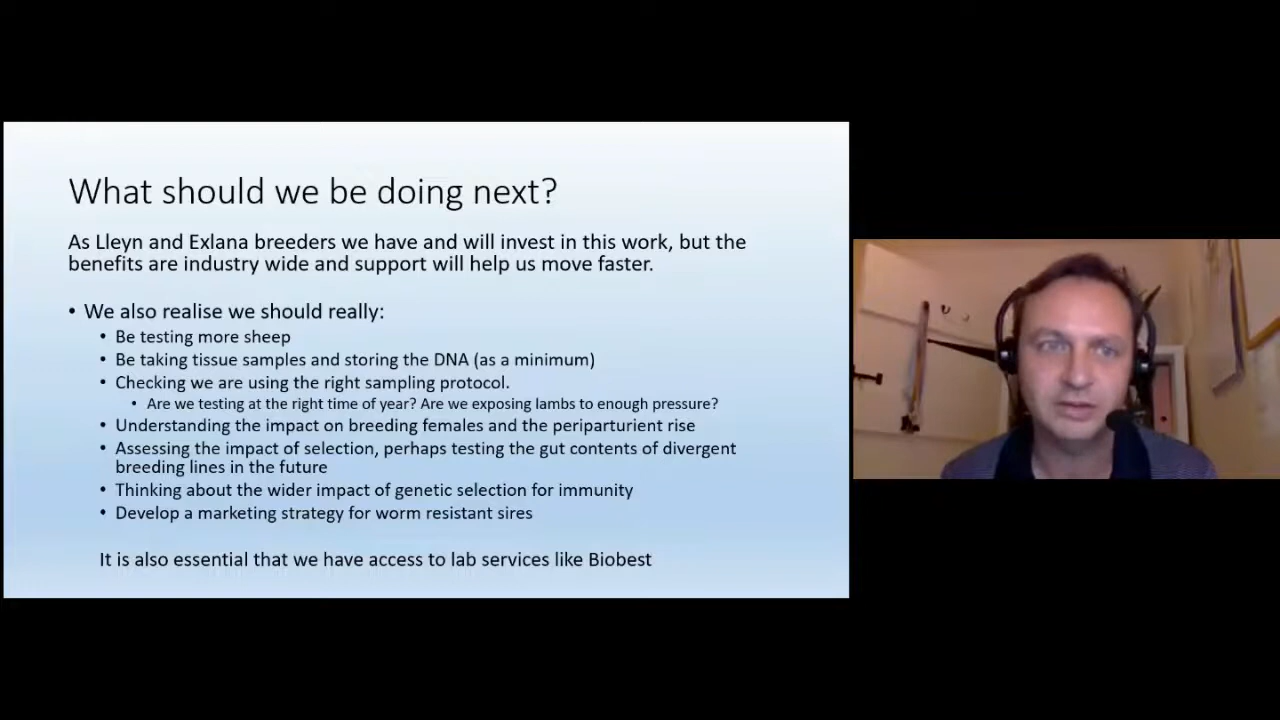 What should we be doing next?
As Lleyn and Exlana breeders we have and will invest in this work, but the
benefits are industry wide and support will help us move faster.
• We also realise we should really:
• Be testing more sheep
• Be taking tissue samples and storing the DNA (as a minimum)
• Checking we are using the right sampling protocol.
• Are we testing at the right time of year? Are we exposing lambs to enough pressure?
• Understanding the impact on breeding females and the periparturient rise
• Assessing the impact of selection, perhaps testing the gut contents of divergent
breeding lines in the future
• Thinking about the wider impact of genetic selection for immunity
• Develop a marketing strategy for worm resistant sires
It is also essential that we have access to lab services like Biobest